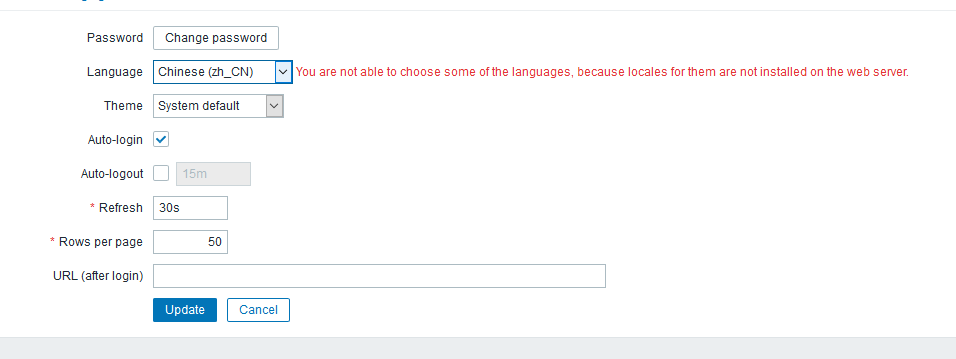 Password Change password
Language Chinese (zh_CN) You are not able to choose some of the languages, because locales for them are not installed on the web server.
Theme System default
Auto-login
Auto-logout 15m
* Refresh 30s
* Rows per page 50
URL (after login)
Update Cancel